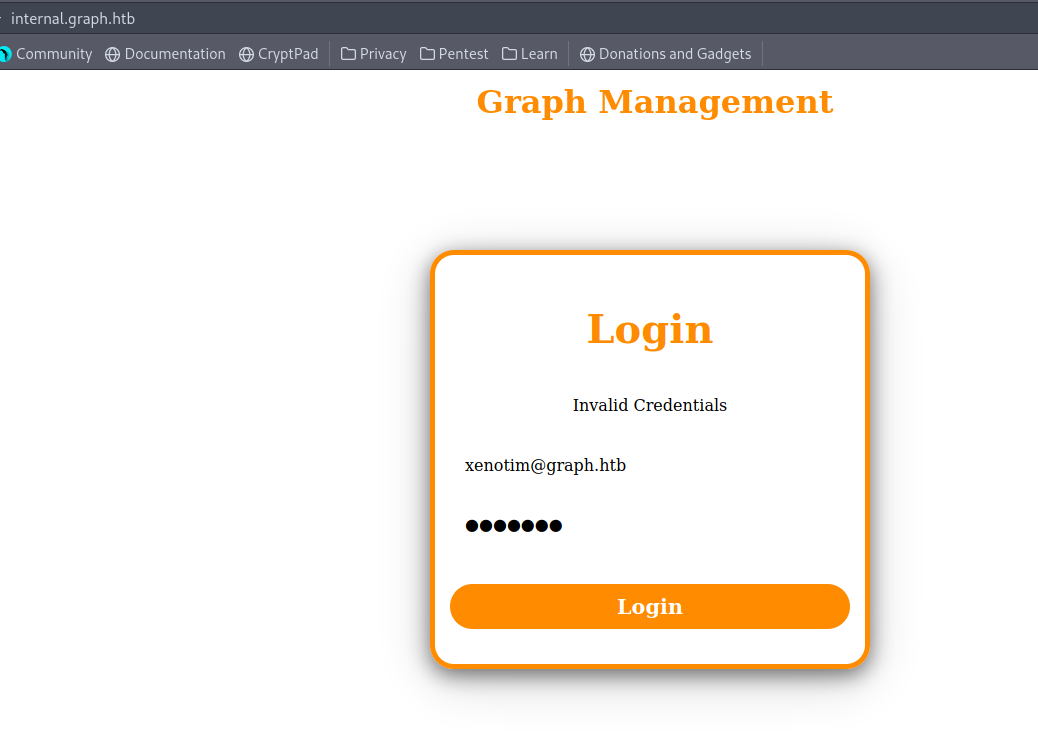 internal.graph.htb
Community Documentation CryptPad Privacy Pentest Learn Donations and Gadgets
Graph Management
Login
Invalid Credentials
xenotim@graph.htb
●●●●●●●
Login